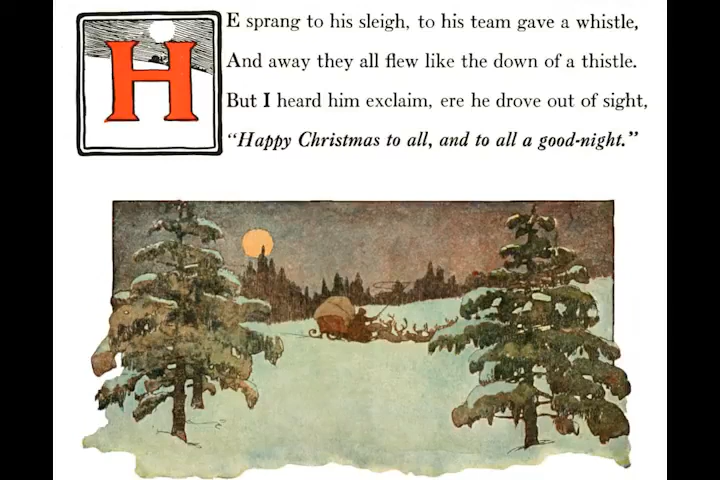 HE sprang to his sleigh, to his team gave a whistle,
And away they all flew like the down of a thistle.
But I heard him exclaim, ere he drove out of sight,
“Happy Christmas to all, and to all a good-night.”